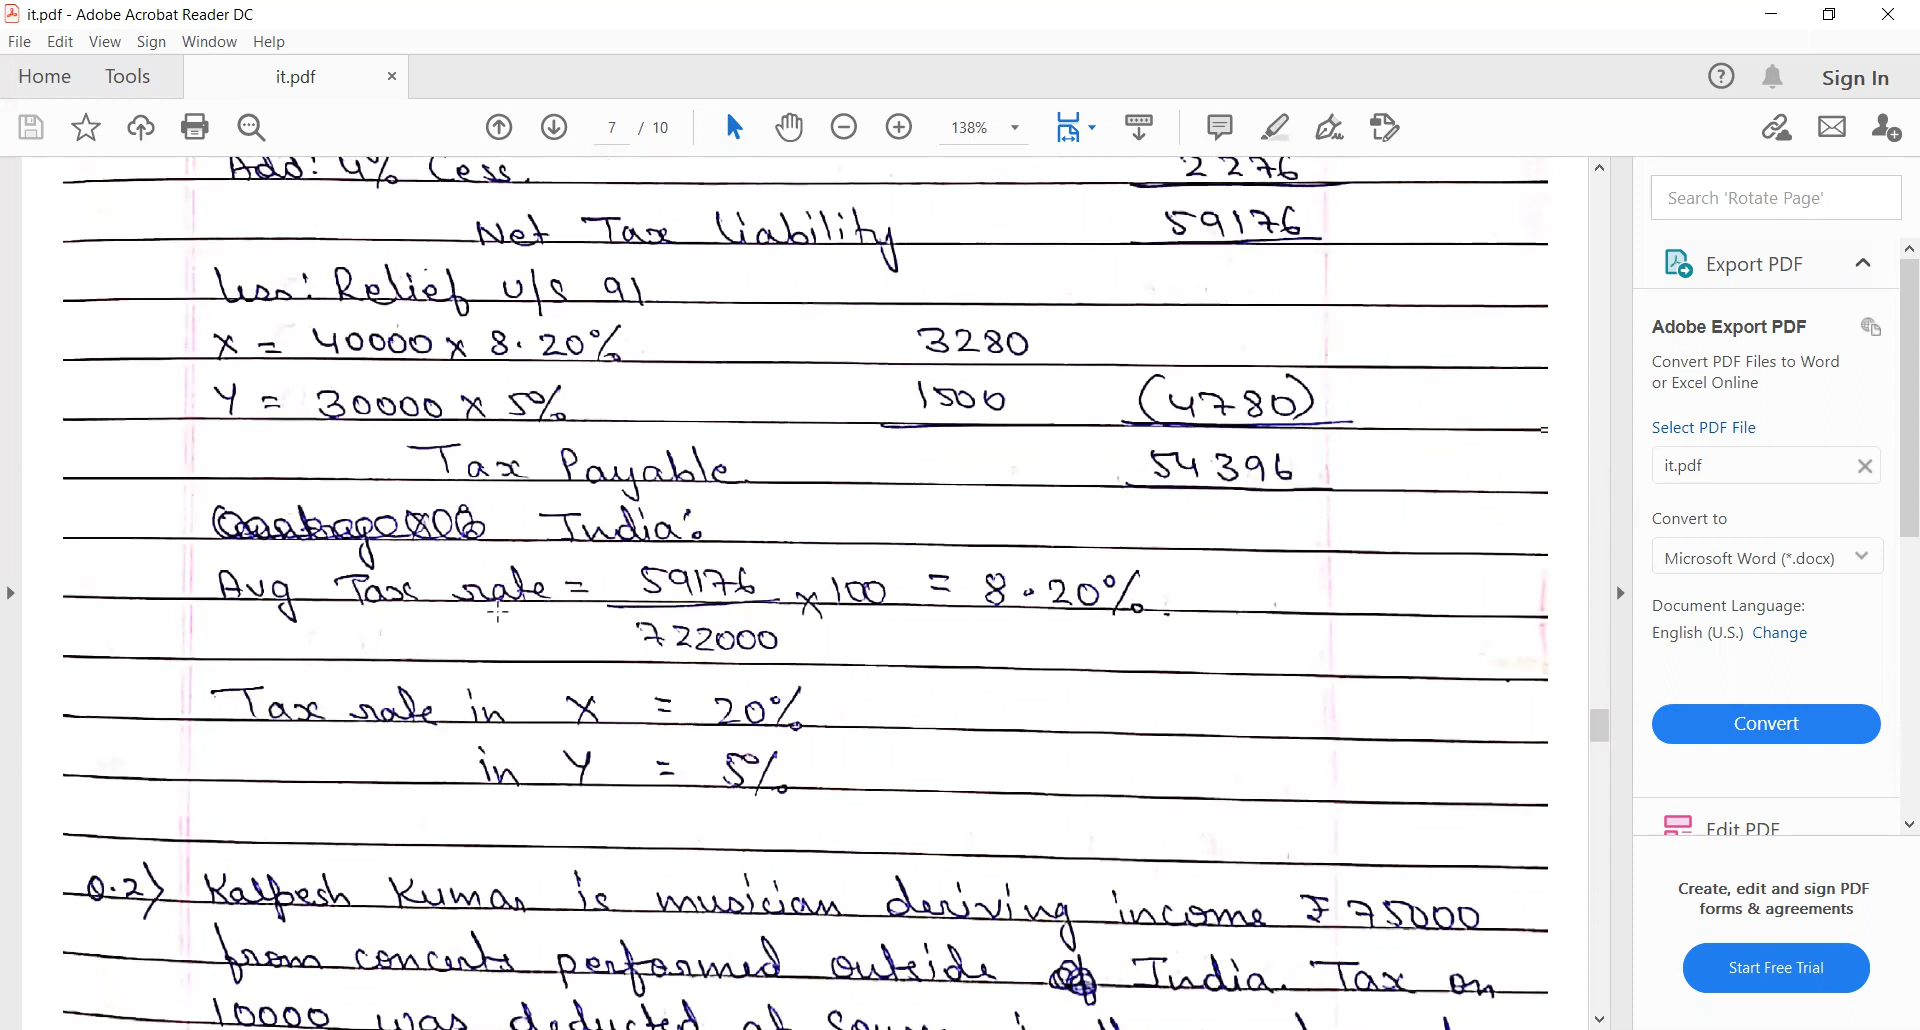 it.pdf - Adobe Acrobat Reader DC
File Edit View Sign Window Help
Home Tools it.pdf × Sign In
7 / 10 138%
Add: 4% Cess. 2276
Net Tax liability 59176
Less: Relief u/s 91
X = 40000 x 8.20% 3280
Y = 30000 x 5% 1500 (4780)
Tax Payable 54396
India:
Avg Tax rate = 59176 x 100 = 8.20%.
722000
Tax rate in X = 20%
in Y = 5%
Q.2) Kalpesh Kumar is musician deriving income ₹ 75000
from concerts performed outside India. Tax on
10000 was deducted at
Search 'Rotate Page'
Export PDF
Adobe Export PDF
Convert PDF Files to Word
or Excel Online
Select PDF File
it.pdf
Convert to
Microsoft Word (*.docx)
Document Language:
English (U.S.) Change
Convert
Edit PDF
Create, edit and sign PDF
forms & agreements
Start Free Trial